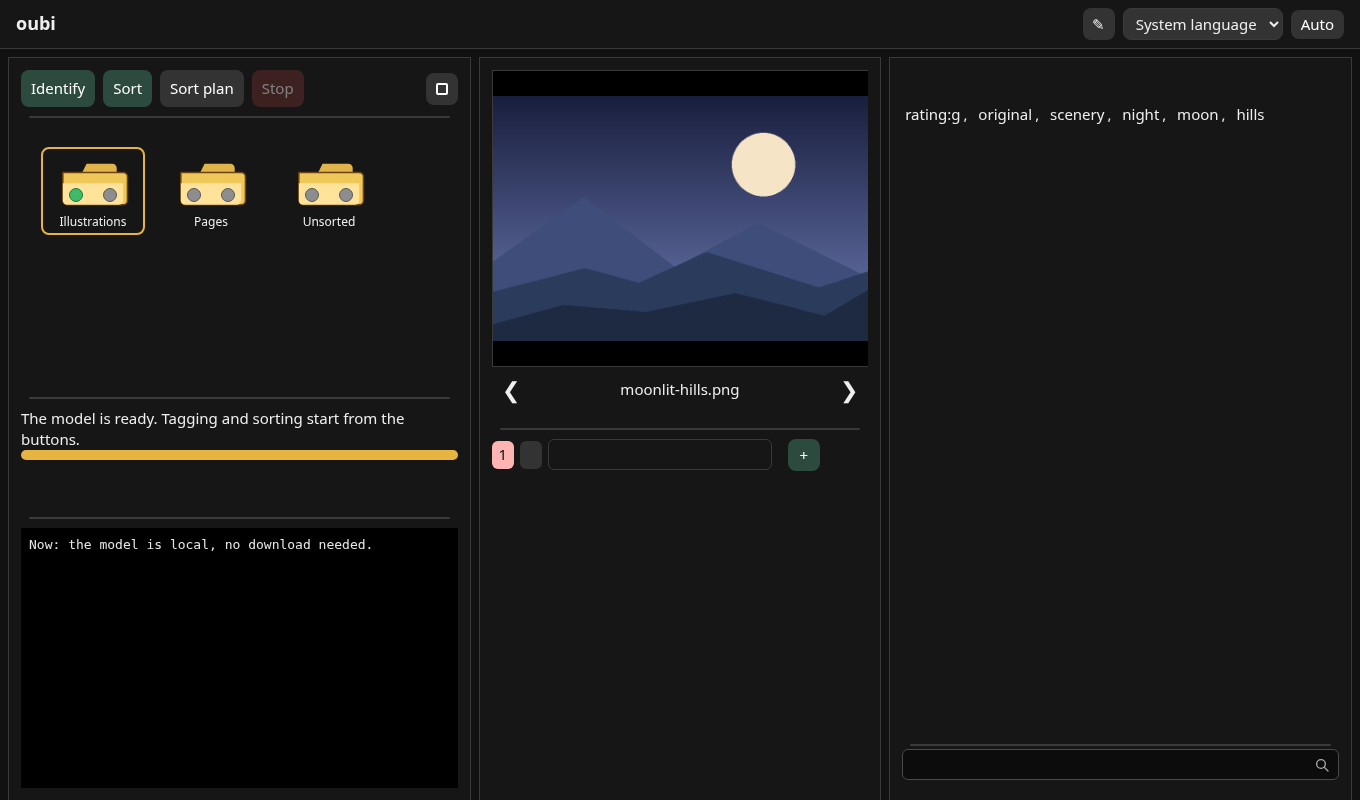 oubi
✎ System language Auto
Identify Sort Sort plan Stop
Illustrations Pages Unsorted
The model is ready. Tagging and sorting start from the
buttons.
Now: the model is local, no download needed.
❮ moonlit-hills.png ❯
1 +
rating:g, original, scenery, night, moon, hills